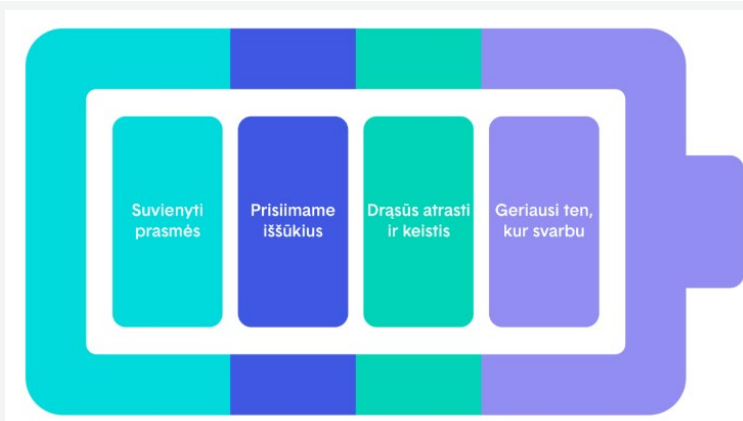 Suvienyti
prasmės
Prisiimame
iššūkius
Drąsūs atrasti
ir keistis
Geriausi ten,
kur svarbu